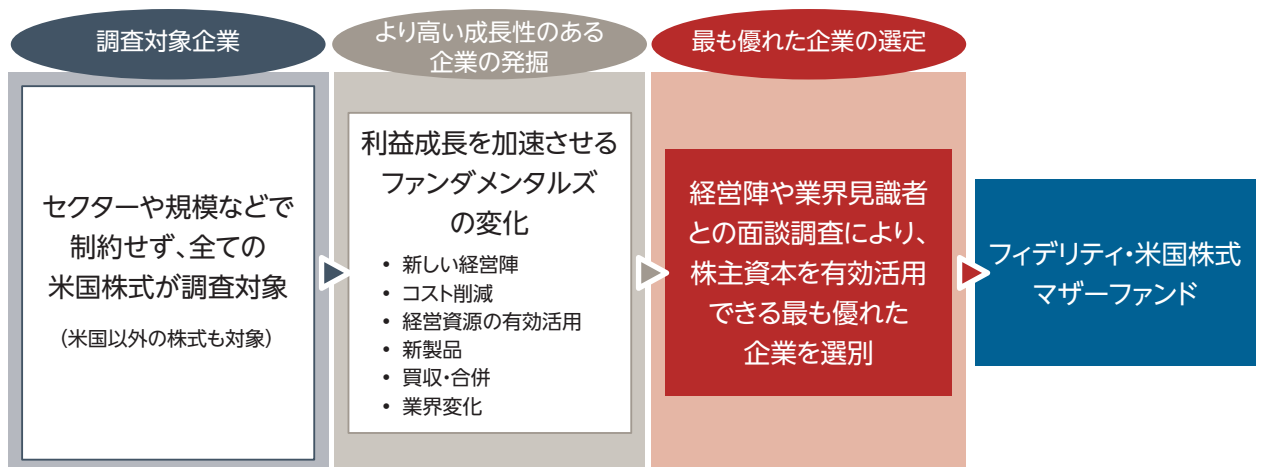 調査対象企業
セクターや規模などで
制約せず、全ての
米国株式が調査対象
(米国以外の株式も対象)
より高い成長性のある
企業の発掘
利益成長を加速させる
ファンダメンタルズ
の変化
• 新しい経営陣
• コスト削減
• 経営資源の有効活用
• 新製品
• 買収・合併
• 業界変化
最も優れた企業の選定
経営陣や業界見識者
との面談調査により、
株主資本を有効活用
できる最も優れた
企業を選別
フィデリティ・米国株式
マザーファンド